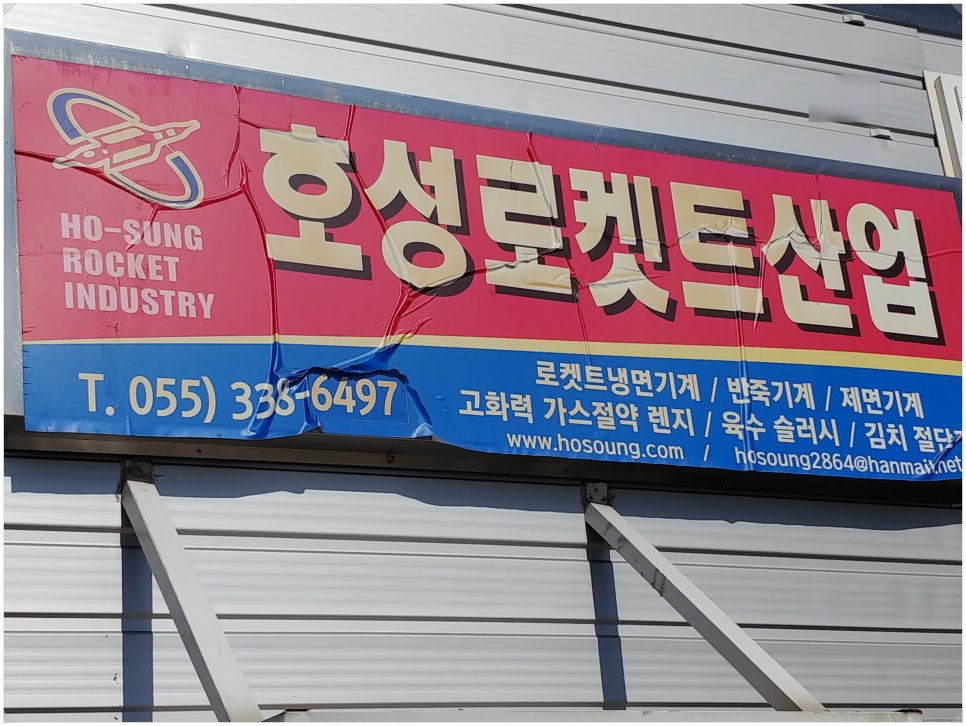 호성로켓트산업
HO-SUNG
ROCKET
INDUSTRY
T. 055) 338-6497
로켓트냉면기계 / 반죽기계 / 제면기계
고화력 가스절약 렌지 / 육수 슬러시 / 김치 절단
www.hosoung.com / hosoung2864@hanmail.net